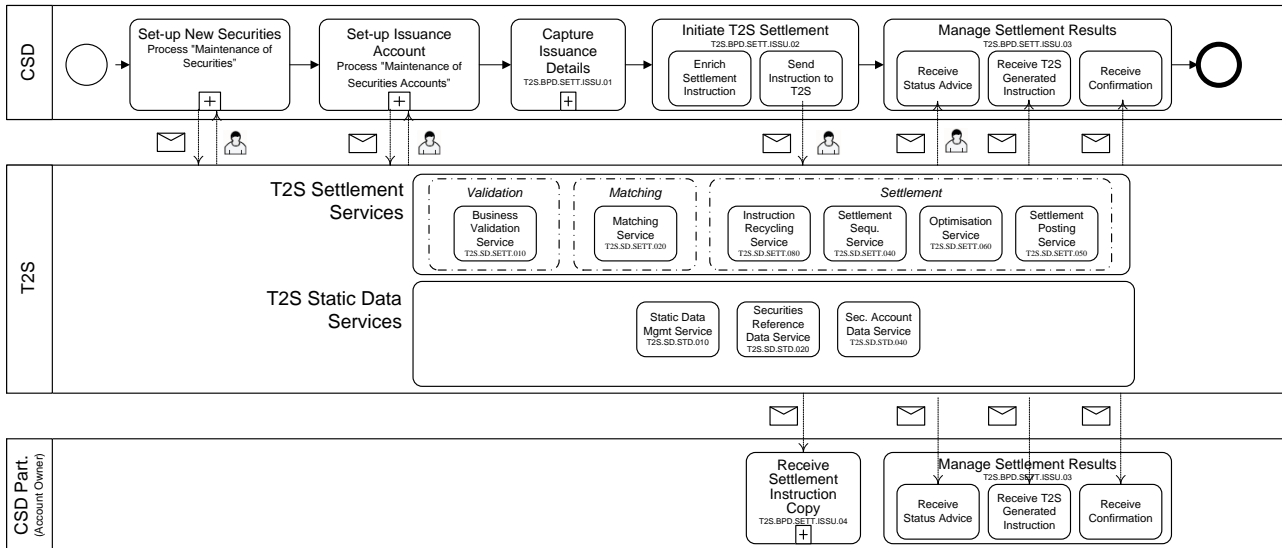 CSD
Set-up New Securities
Process "Maintenance of
Securities"
Set-up Issuance
Account
Process "Maintenance of
Securities Accounts"
Capture
Issuance
Details
T2S.BPD.SETT.ISSU.01
Initiate T2S Settlement
T2S.BPD.SETT.ISSU.02
Enrich
Settlement
Instruction
Send
Instruction to
T2S
Manage Settlement Results
T2S.BPD.SETT.ISSU.03
Receive
Status Advice
Receive T2S
Generated
Instruction
Receive
Confirmation
T2S
T2S Settlement
Services
Validation
Business
Validation
Service
T2S.SD.SETT.010
Matching
Matching
Service
T2S.SD.SETT.020
Settlement
Instruction
Recycling
Service
T2S.SD.SETT.080
Settlement
Sequ.
Service
T2S.SD.SETT.040
Optimisation
Service
T2S.SD.SETT.060
Settlement
Posting
Service
T2S.SD.SETT.050
T2S Static Data
Services
Static Data
Mgmt Service
T2S.SD.STD.010
Securities
Reference
Data Service
T2S.SD.STD.020
Sec. Account
Data Service
T2S.SD.STD.040
CSD Part.
(Account Owner)
Receive
Settlement
Instruction
Copy
T2S.BPD.SETT.ISSU.04
Manage Settlement Results
T2S.BPD.SETT.ISSU.03
Receive
Status Advice
Receive T2S
Generated
Instruction
Receive
Confirmation